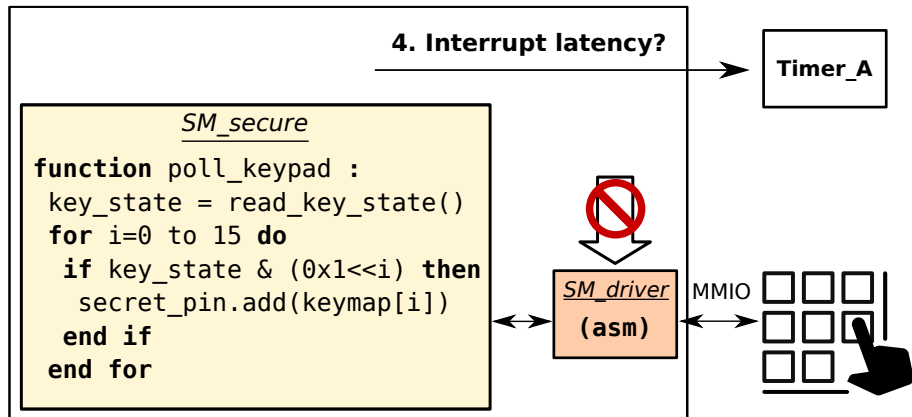 4. Interrupt latency?
Timer_A
SM_secure
function poll_keypad :
key_state = read_key_state()
for i=0 to 15 do
if key_state & (0x1<<i) then
secret_pin.add(keymap[i])
end if
end for
SM_driver
(asm)
MMIO